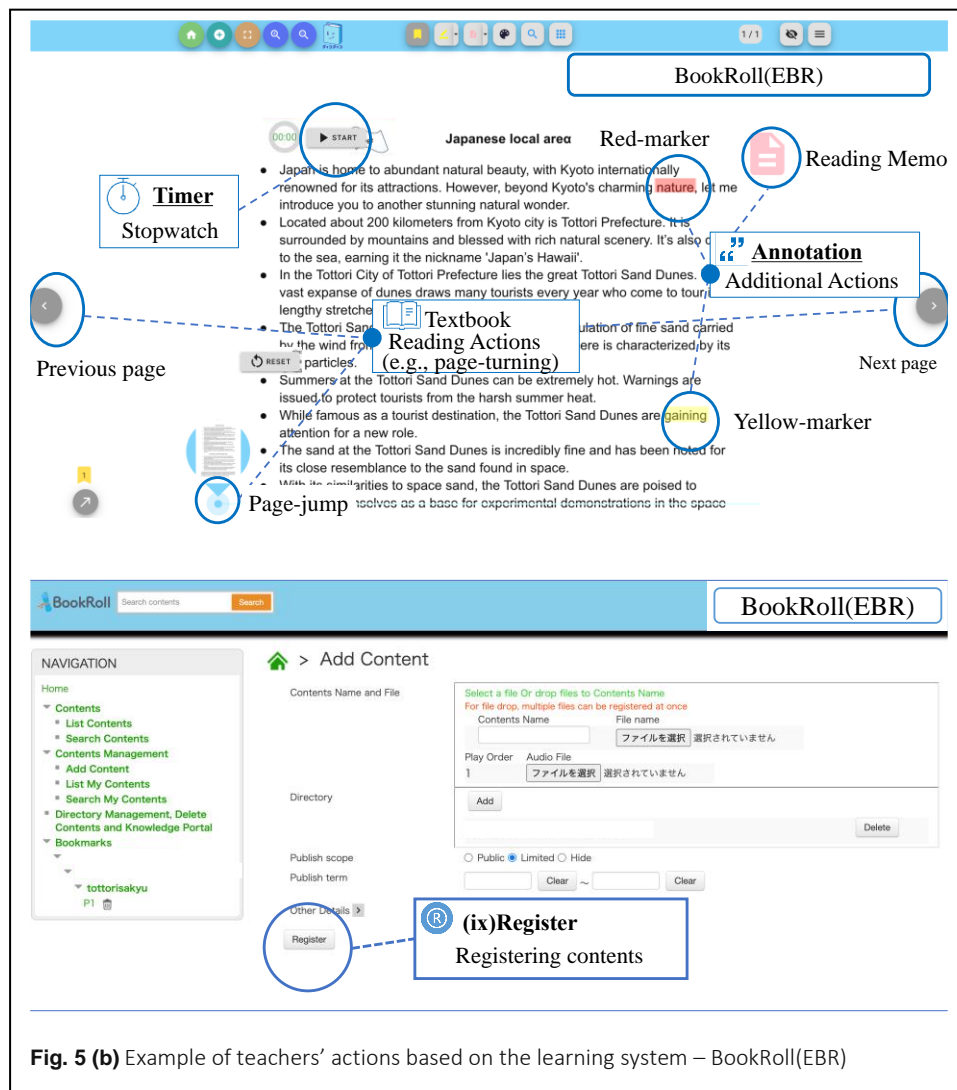 1 / 1
BookRoll(EBR)
00:00
START
Japanese local area
Red-marker
Reading Memo
Timer
Stopwatch
● Japan is home to abundant natural beauty, with Kyoto internationally
renowned for its attractions. However, beyond Kyoto's charming nature, let me
introduce you to another stunning natural wonder.
● Located about 200 kilometers from Kyoto city is Tottori Prefecture. It is
surrounded by mountains and blessed with rich natural scenery. It's also
to the sea, earning it the nickname 'Japan's Hawaii'.
● In the Tottori City of Tottori Prefecture lies the great Tottori Sand Dunes.
vast expanse of dunes draws many tourists every year who come to tour
lengthy
● The Tottori of fine sand carried
by the wind is characterized by its
particles.
● Summers at the Tottori Sand Dunes can be extremely hot. Warnings are
issued to protect tourists from the harsh summer heat.
● While famous as a tourist destination, the Tottori Sand Dunes are gaining
attention for a new role.
● The sand at the Tottori Sand Dunes is incredibly fine and has been noted for
its close resemblance to the sand found in space.
● With its similarities to space sand, the Tottori Sand Dunes are poised to
as a base for experimental demonstrations in the space
Annotation
Additional Actions
Textbook
Reading Actions
(e.g., page-turning)
RESET
Previous page
Next page
Yellow-marker
1
Page-jump
BookRoll
Search contents
Search
BookRoll(EBR)
NAVIGATION
Home
Contents
List Contents
Search Contents
Contents Management
Add Content
List My Contents
Search My Contents
Directory Management, Delete
Contents and Knowledge Portal
Bookmarks
tottorisakyu
P1
> Add Content
Contents Name and File
Select a file Or drop files to Contents Name
For file drop, multiple files can be registered at once
Contents Name File name
ファイルを選択 選択されていません
Play Order Audio File
1 ファイルを選択 選択されていません
Directory
Add
Delete
Publish scope
Public Limited Hide
Publish term
Clear ~ Clear
Other Details >
Register
® (ix)Register
Registering contents
Fig. 5 (b) Example of teachers' actions based on the learning system – BookRoll(EBR)